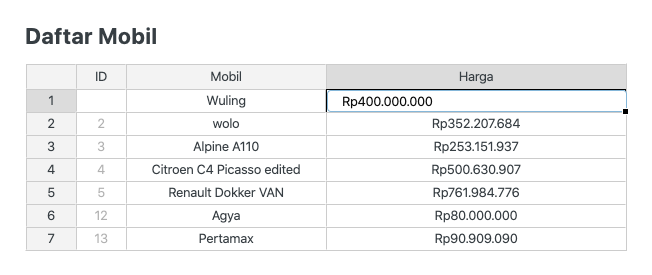 Daftar Mobil
ID Mobil Harga
1 Wuling Rp400.000.000
2 2 wolo Rp352.207.684
3 3 Alpine A110 Rp253.151.937
4 4 Citroen C4 Picasso edited Rp500.630.907
5 5 Renault Dokker VAN Rp761.984.776
6 12 Agya Rp80.000.000
7 13 Pertamax Rp90.909.090